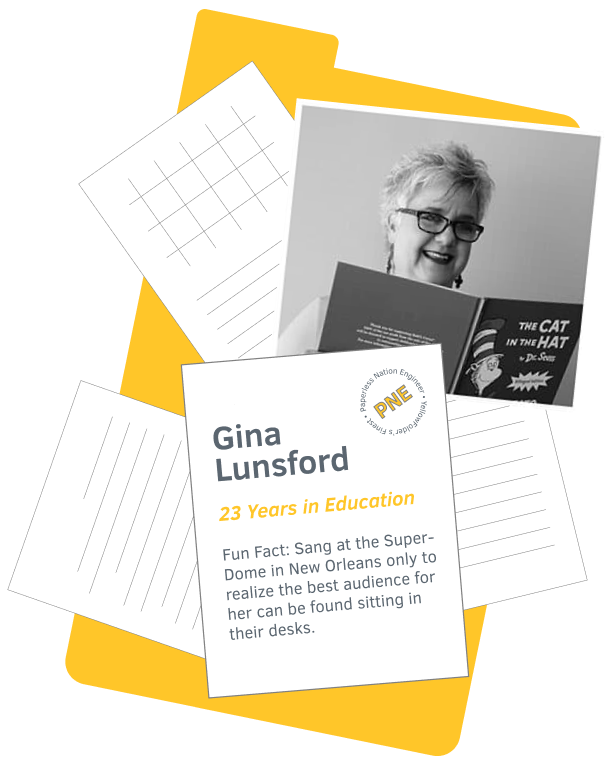 THE CAT
IN THE HAT
by Dr. Seuss
• Paperless Nation Engineer •
PNE
YellowFolder's Finest
Gina
Lunsford
23 Years in Education
Fun Fact: Sang at the Super-
Dome in New Orleans only to
realize the best audience for
her can be found sitting in
their desks.